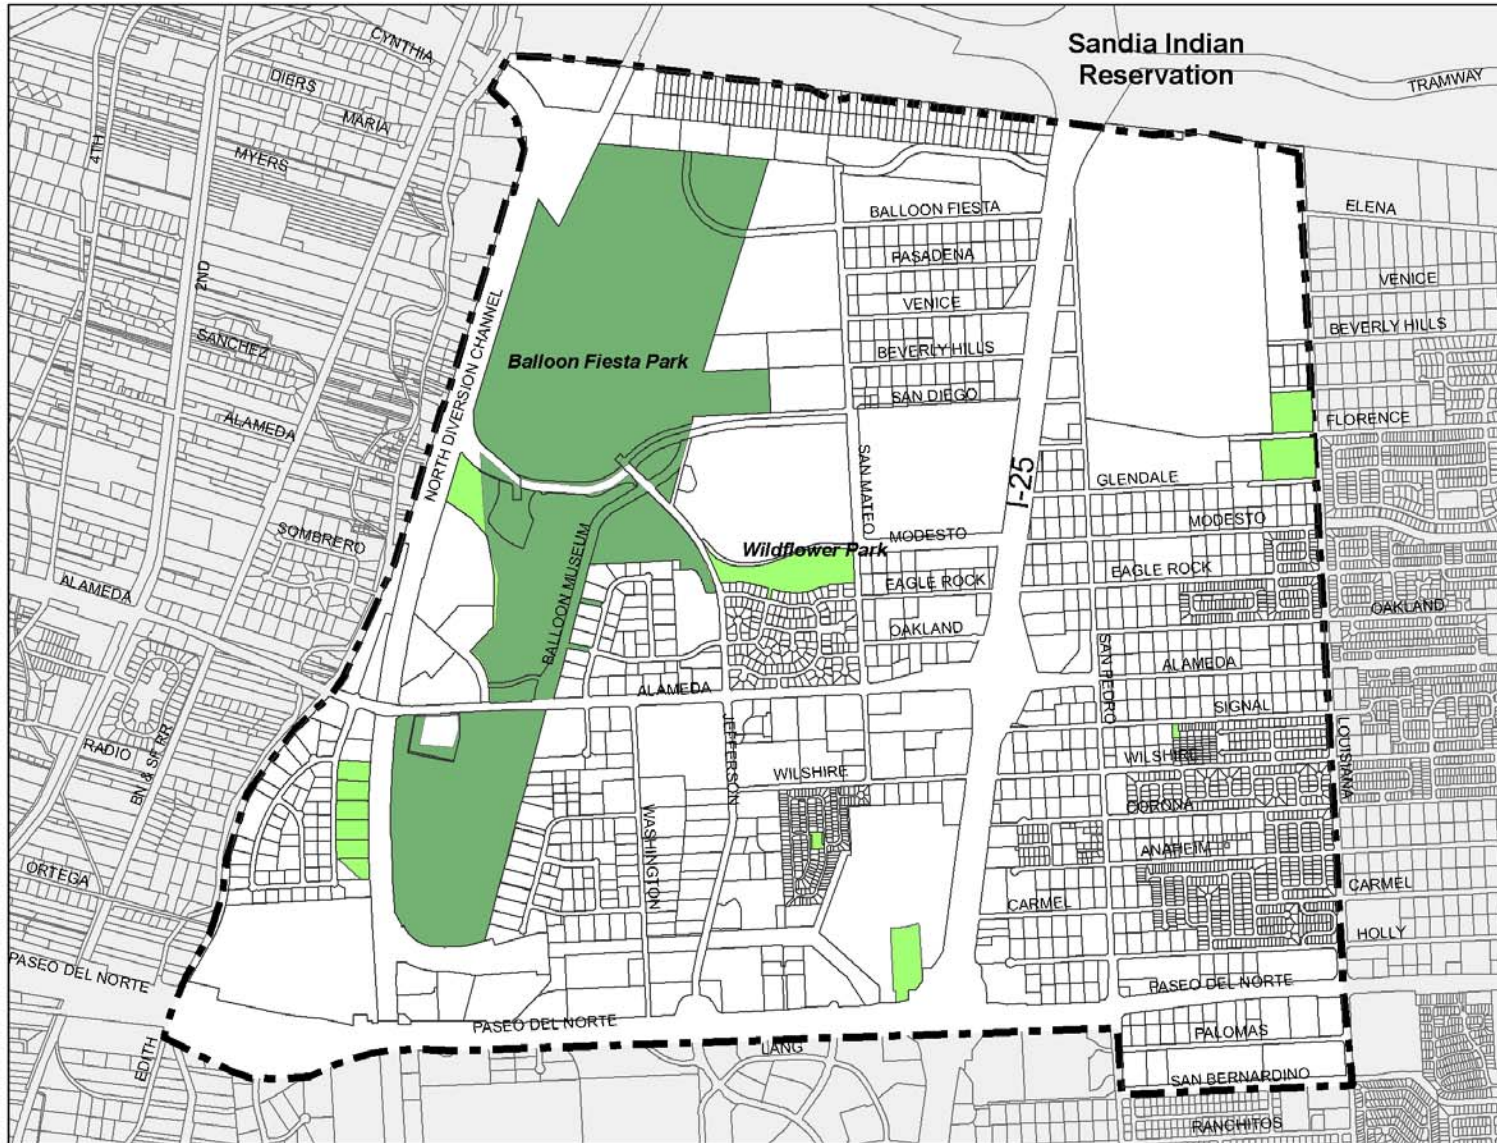 Sandia Indian
Reservation
TRAMWAY
CYNTHIA
DIERS
MARIA
4TH
MYERS
ELENA
BALLOON FIESTA
PASADENA
2ND
VENICE
VENICE
SANCHEZ
BEVERLY HILLS
BEVERLY HILLS
NORTH DIVERSION CHANNEL
Balloon Fiesta Park
SAN DIEGO
ALAMEDA
FLORENCE
SAN MATEO
I-25
GLENDALE
SOMBRERO
MODESTO
MODESTO
Wildflower Park
EAGLE ROCK
EAGLE ROCK
ALAMEDA
BALLOON MUSEUM
OAKLAND
OAKLAND
SAN PEDRO
ALAMEDA
ALAMEDA
SIGNAL
RADIO
BN & SF RR
JEFFERSON
WILSHIRE
WILSHIRE
LOUISIANA
CORONA
WASHINGTON
ANAHEIM
ORTEGA
CARMEL
CARMEL
HOLLY
PASEO DEL NORTE
PASEO DEL NORTE
PASEO DEL NORTE
PALOMAS
EDITH
LANG
SAN BERNARDINO
RANCHITOS